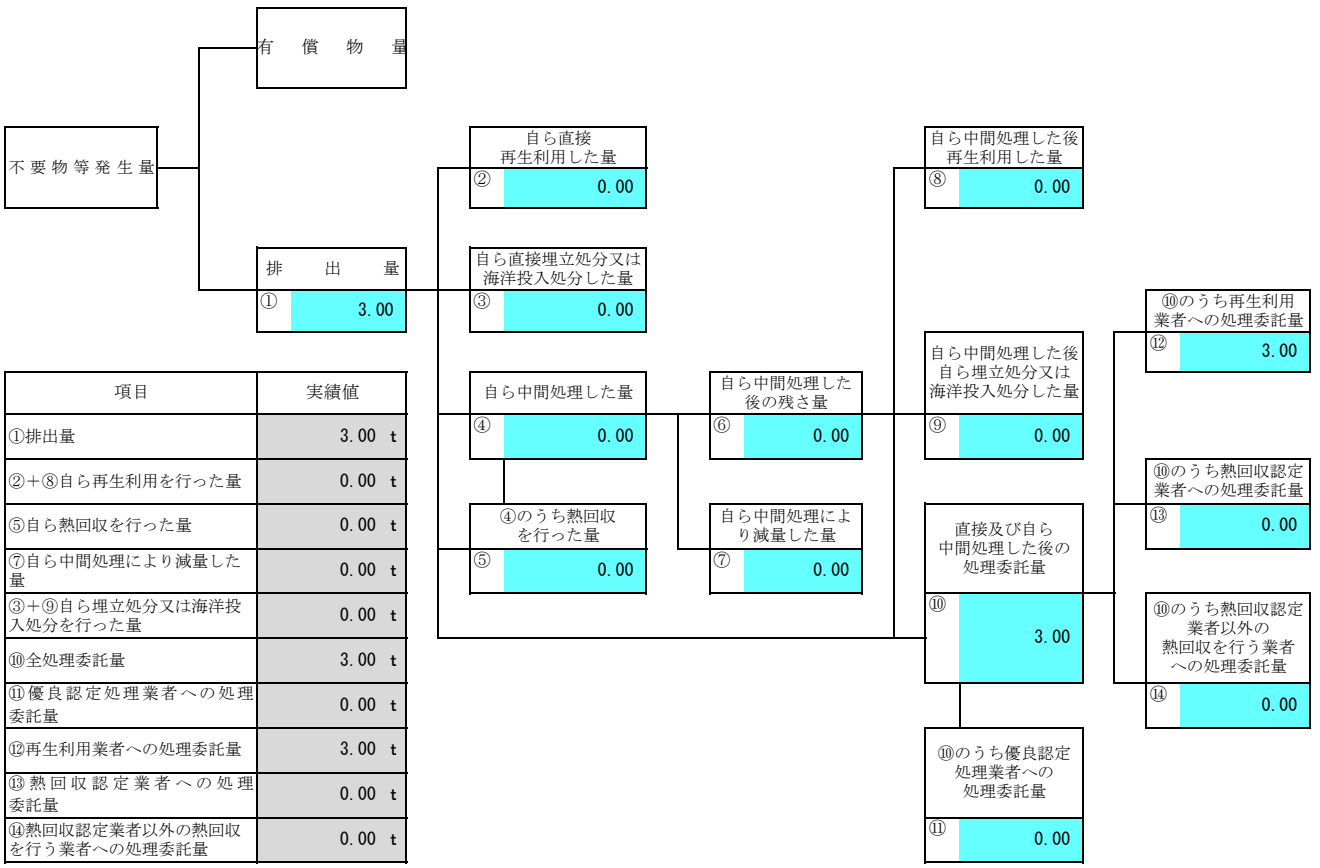 有償物量
不要物等発生量
排出量
① 3.00
自ら直接
再生利用した量
② 0.00
自ら直接埋立処分又は
海洋投入処分した量
③ 0.00
自ら中間処理した量
④ 0.00
④のうち熱回収
を行った量
⑤ 0.00
自ら中間処理した
後の残さ量
⑥ 0.00
自ら中間処理によ
り減量した量
⑦ 0.00
自ら中間処理した後
再生利用した量
⑧ 0.00
自ら中間処理した後
自ら埋立処分又は
海洋投入処分した量
⑨ 0.00
直接及び自ら
中間処理した後の
処理委託量
⑩ 3.00
⑩のうち優良認定
処理業者への
処理委託量
⑪ 0.00
⑩のうち再生利用
業者への処理委託量
⑫ 3.00
⑩のうち熱回収認定
業者への処理委託量
⑬ 0.00
⑩のうち熱回収認定
業者以外の
熱回収を行う業者
への処理委託量
⑭ 0.00
項目 実績値
①排出量 3.00 t
②+⑧自ら再生利用を行った量 0.00 t
⑤自ら熱回収を行った量 0.00 t
⑦自ら中間処理により減量した
量 0.00 t
③+⑨自ら埋立処分又は海洋投
入処分を行った量 0.00 t
⑩全処理委託量 3.00 t
⑪優良認定処理業者への処理
委託量 0.00 t
⑫再生利用業者への処理委託量 3.00 t
⑬熱回収認定業者への処理
委託量 0.00 t
⑭熱回収認定業者以外の熱回収
を行う業者への処理委託量 0.00 t